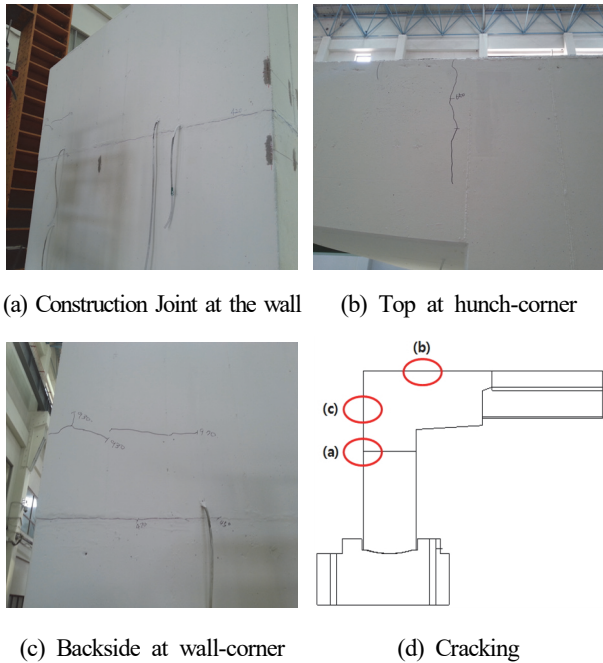 (a) Construction Joint at the wall
(b) Top at hunch-corner
(c) Backside at wall-corner
(b)
(c)
(a)
(d) Cracking